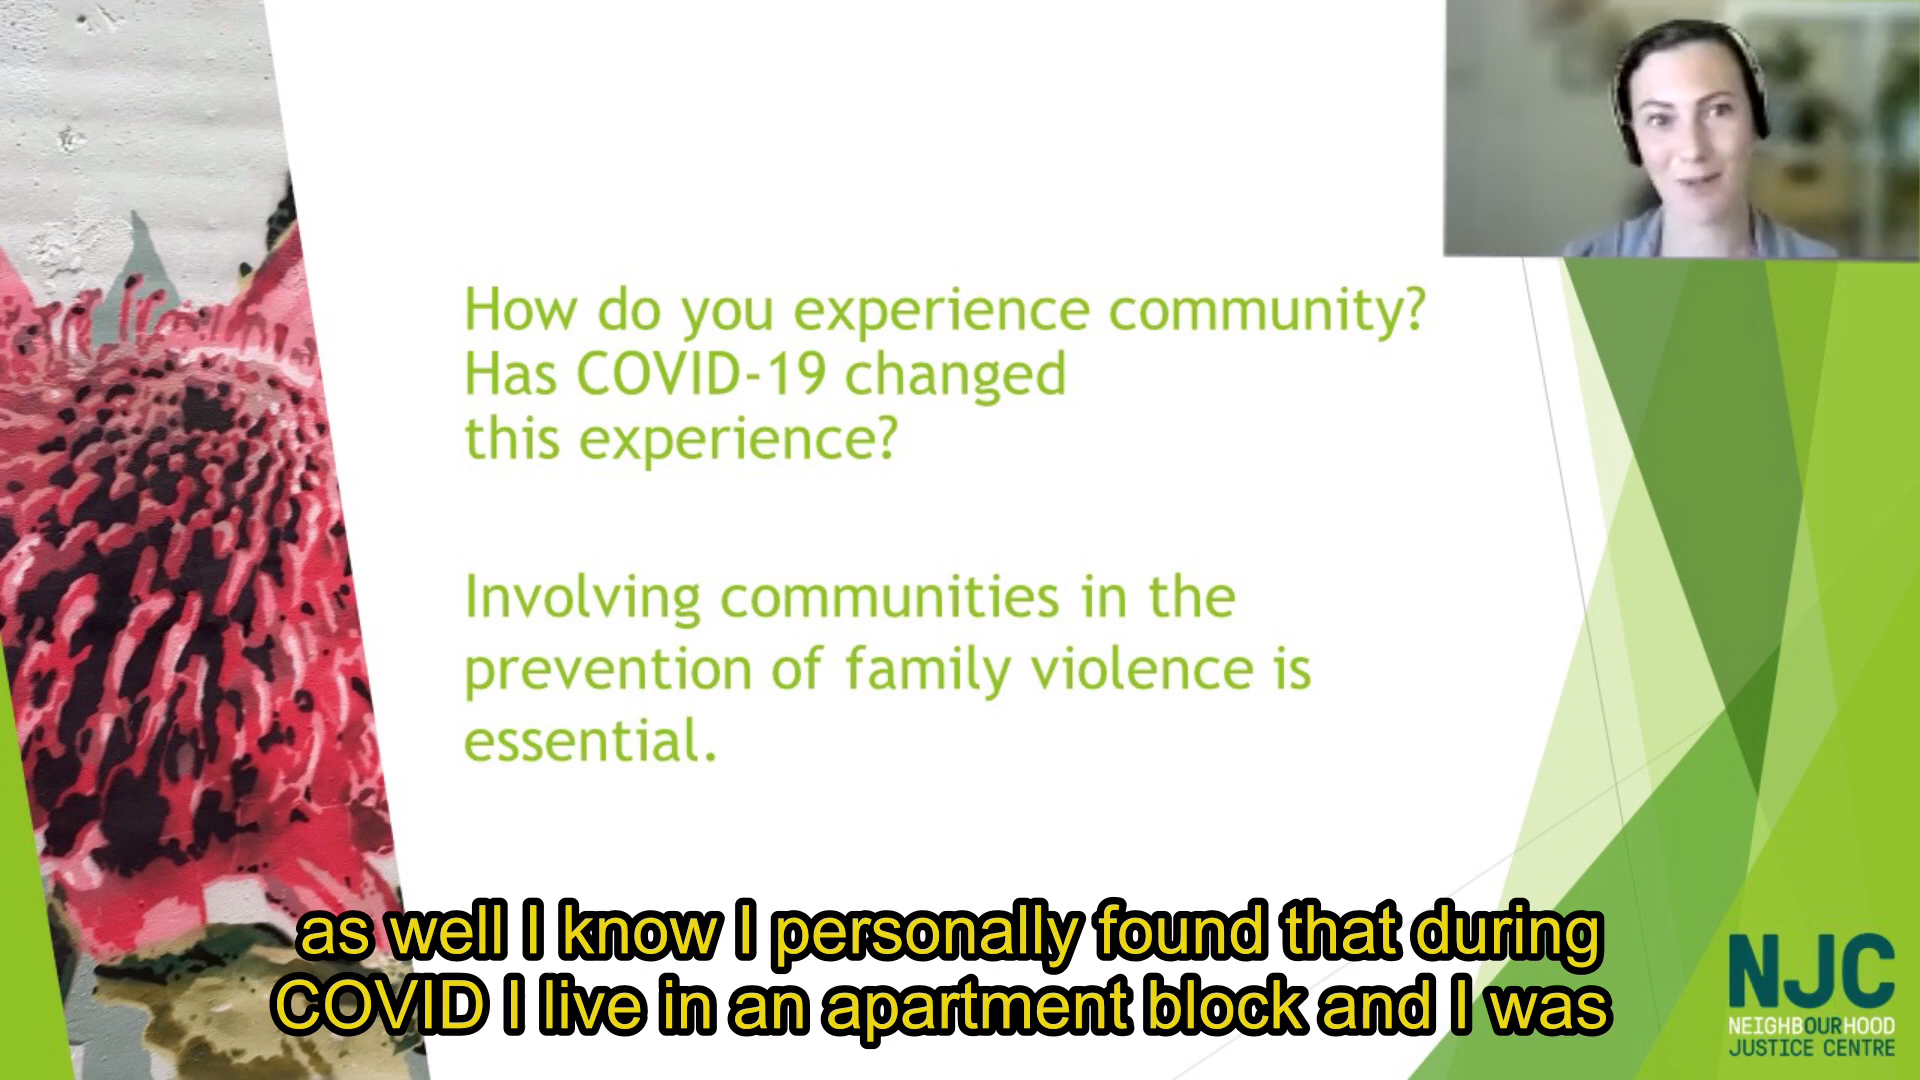 How do you experience community?
Has COVID-19 changed
this experience?
Involving communities in the
prevention of family violence is
essential.
as well I know I personally found that during
COVID I live in an apartment block and I was
NJC
NEIGHBOURHOOD
JUSTICE CENTRE